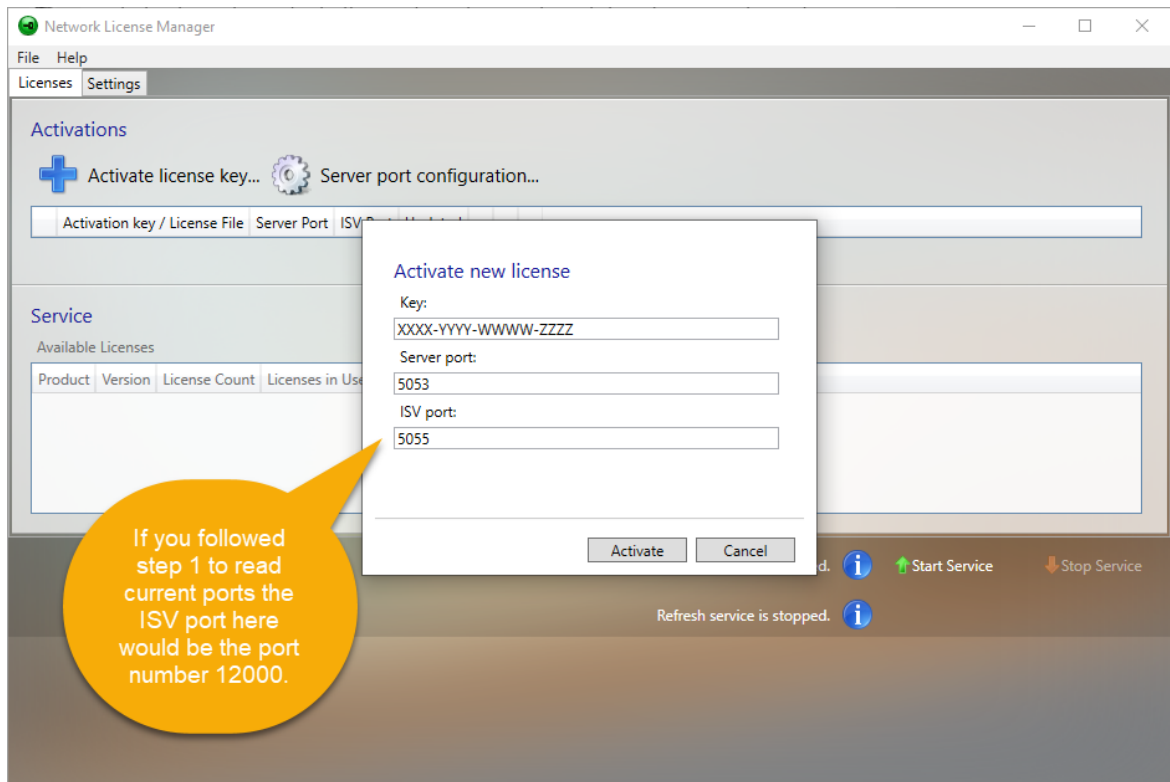 Network License Manager
File Help
Licenses Settings
Activations
Activate license key... Server port configuration...
Activation key / License File Server Port ISV
Activate new license
Key:
XXXX-YYYY-WWWW-ZZZZ
Server port:
5053
ISV port:
5055
Activate Cancel
Service
Available Licenses
Product Version License Count Licenses in Use
If you followed
step 1 to read
current ports the
ISV port here
would be the port
number 12000.
Start Service Stop Service
Refresh service is stopped.